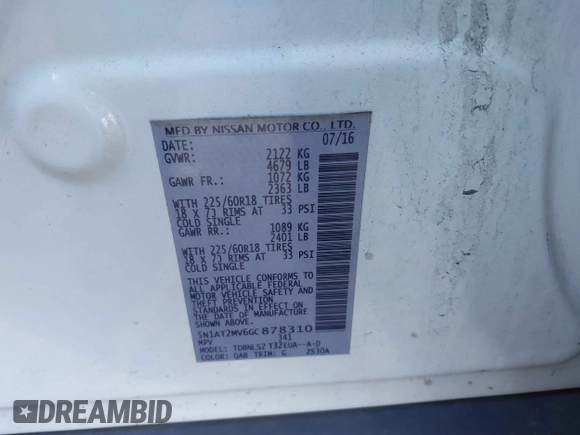 MFD BY NISSAN MOTOR CO., LTD.
DATE: 07/16
GVWR: 2122 KG
4679 LB
GAWR FR.: 1072 KG
2363 LB
WITH 225/60R18 TIRES
18 X 7J RIMS AT 33 PSI
COLD SINGLE
GAWR RR.: 1089 KG
2401 LB
WITH 225/60R18 TIRES
18 X 7J RIMS AT 33 PSI
COLD SINGLE
THIS VEHICLE CONFORMS TO
ALL APPLICABLE FEDERAL
MOTOR VEHICLE SAFETY AND
THEFT PREVENTION
STANDARDS IN EFFECT ON
THE DATE OF MANUFACTURE
SHOWN ABOVE.
5N1AT2MV6GC878310
MPV 341
MODEL: A-D
COLOR: QAB TRIM: G 2530A
DREAMBID